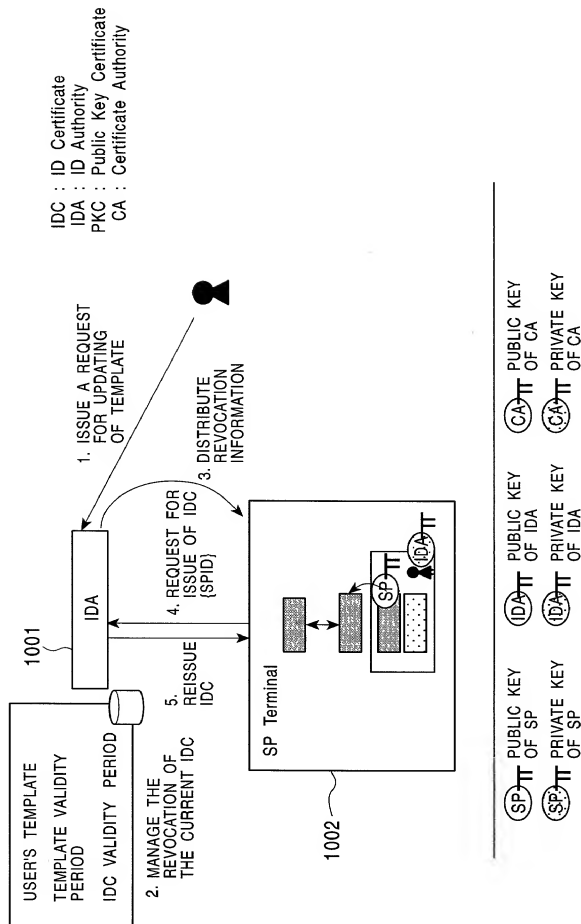 IDC : ID Certificate
IDA : ID Authority
PKC : Public Key Certificate
CA : Certificate Authority
USER'S TEMPLATE
TEMPLATE VALIDITY
PERIOD
IDC VALIDITY PERIOD
1001
IDA
1. ISSUE A REQUEST
FOR UPDATING
OF TEMPLATE
2. MANAGE THE
REVOCATION OF
THE CURRENT IDC
3. DISTRIBUTE
REVOCATION
INFORMATION
4. REQUEST FOR
ISSUE OF IDC
{SPID}
5.
REISSUE
IDC
SP Terminal
SP
IDA
1002
SP PUBLIC KEY
OF SP
SP PRIVATE KEY
OF SP
IDA PUBLIC KEY
OF IDA
IDA PRIVATE KEY
OF IDA
CA PUBLIC KEY
OF CA
CA PRIVATE KEY
OF CA